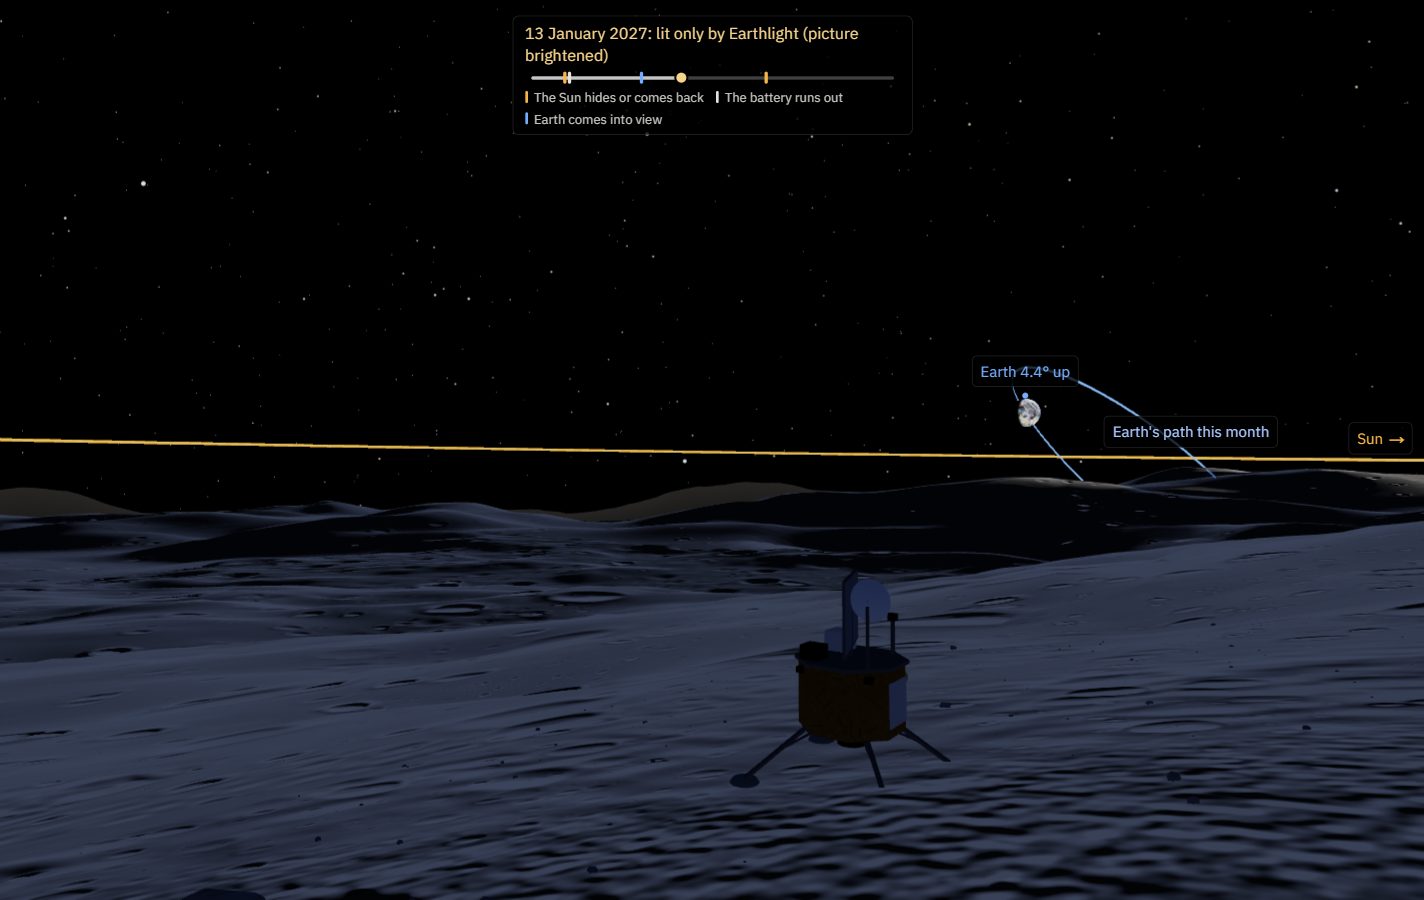 13 January 2027: lit only by Earthlight (picture
brightened)
The Sun hides or comes back The battery runs out
Earth comes into view
Earth 4.4° up
Earth's path this month
Sun →